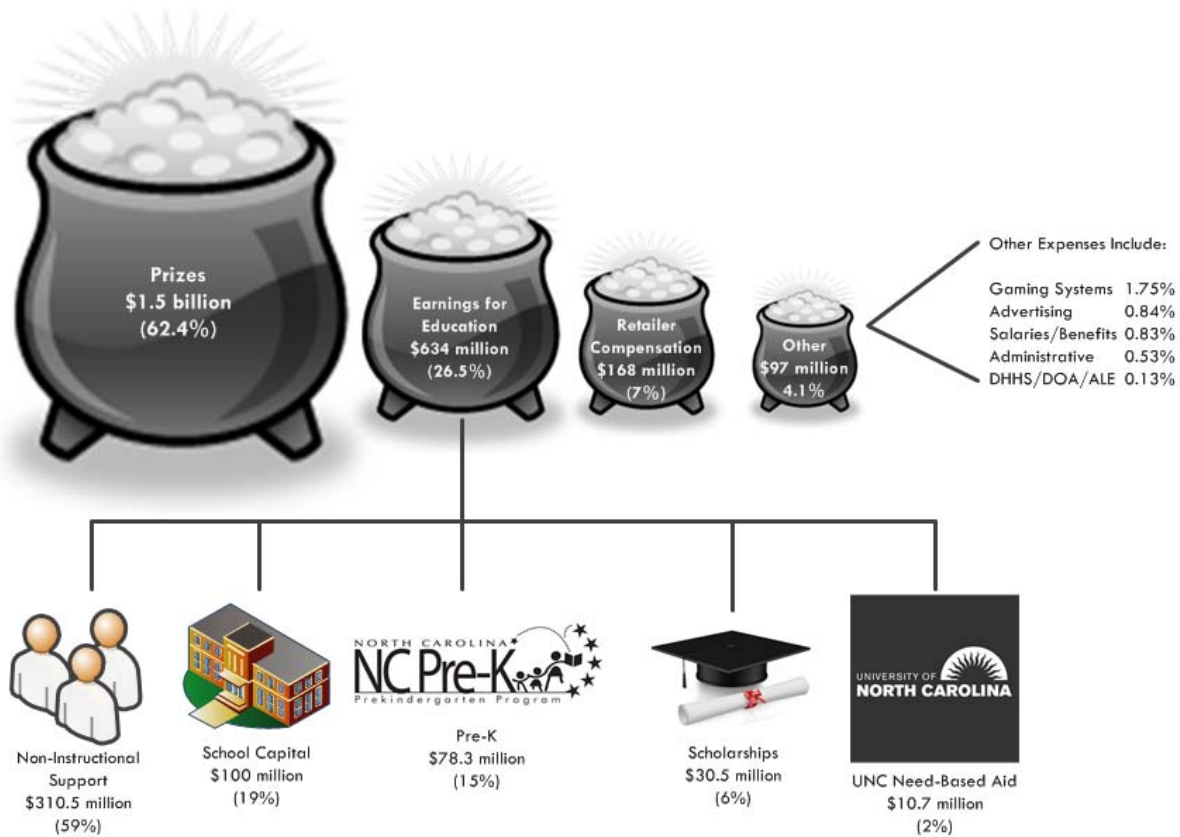 Prizes
$1.5 billion
(62.4%)
Earnings for
Education
$634 million
(26.5%)
Retailer
Compensation
$168 million
(7%)
Other
$97 million
4.1%
Other Expenses Include:
Gaming Systems 1.75%
Advertising 0.84%
Salaries/Benefits 0.83%
Administrative 0.53%
DHHS/DOA/ALE 0.13%
Non-Instructional
Support
$310.5 million
(59%)
School Capital
$100 million
(19%)
NORTH CAROLINA
NC Pre-K
Prekindergarten Program
Pre-K
$78.3 million
(15%)
Scholarships
$30.5 million
(6%)
UNIVERSITY OF
NORTH CAROLINA
UNC Need-Based Aid
$10.7 million
(2%)